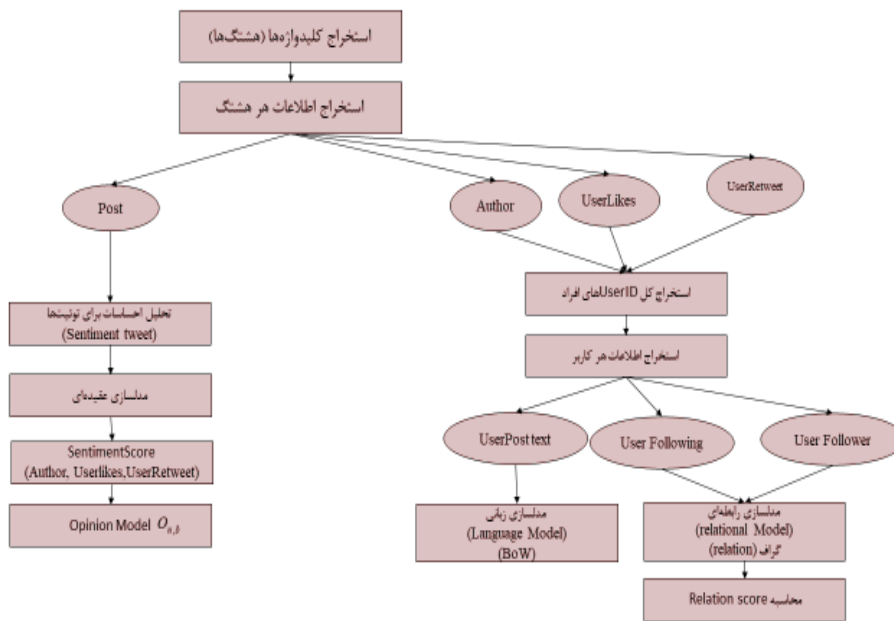 استخراج کلیدواژه‌ها (هشتگ‌ها)
استخراج اطلاعات هر هشتگ
Post
Author
UserLikes
UserRetweet
تحلیل احساسات برای توئیت‌ها
(Sentiment tweet)
مدلسازی عقیده‌ای
SentimentScore
(Author, Userlikes,UserRetweet)
Opinion Model O_{a,b}
استخراج کل UserIDهای افراد
استخراج اطلاعات هر کاربر
UserPost text
User Following
User Follower
مدلسازی زبانی
(Language Model)
(BoW)
مدلسازی رابطه‌ای
(relational Model)
گراف (relation)
محاسبه Relation score